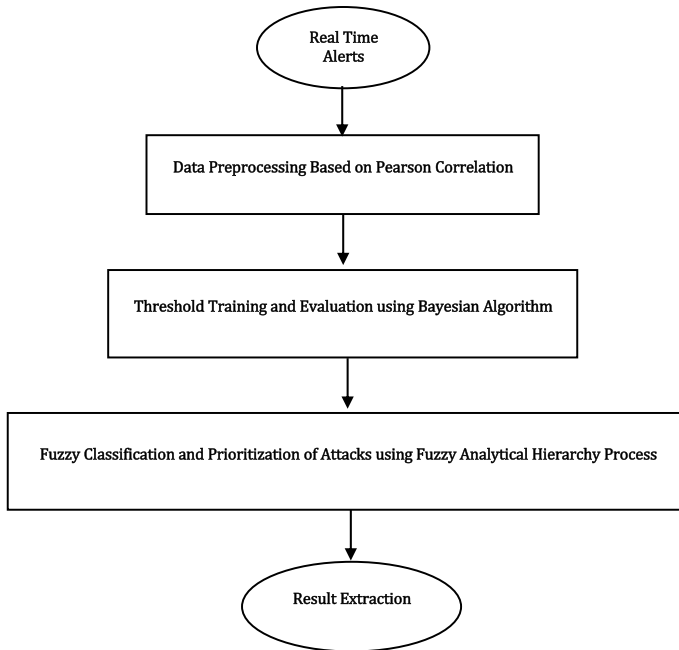 Real Time
Alerts
Data Preprocessing Based on Pearson Correlation
Threshold Training and Evaluation using Bayesian Algorithm
Fuzzy Classification and Prioritization of Attacks using Fuzzy Analytical Hierarchy Process
Result Extraction